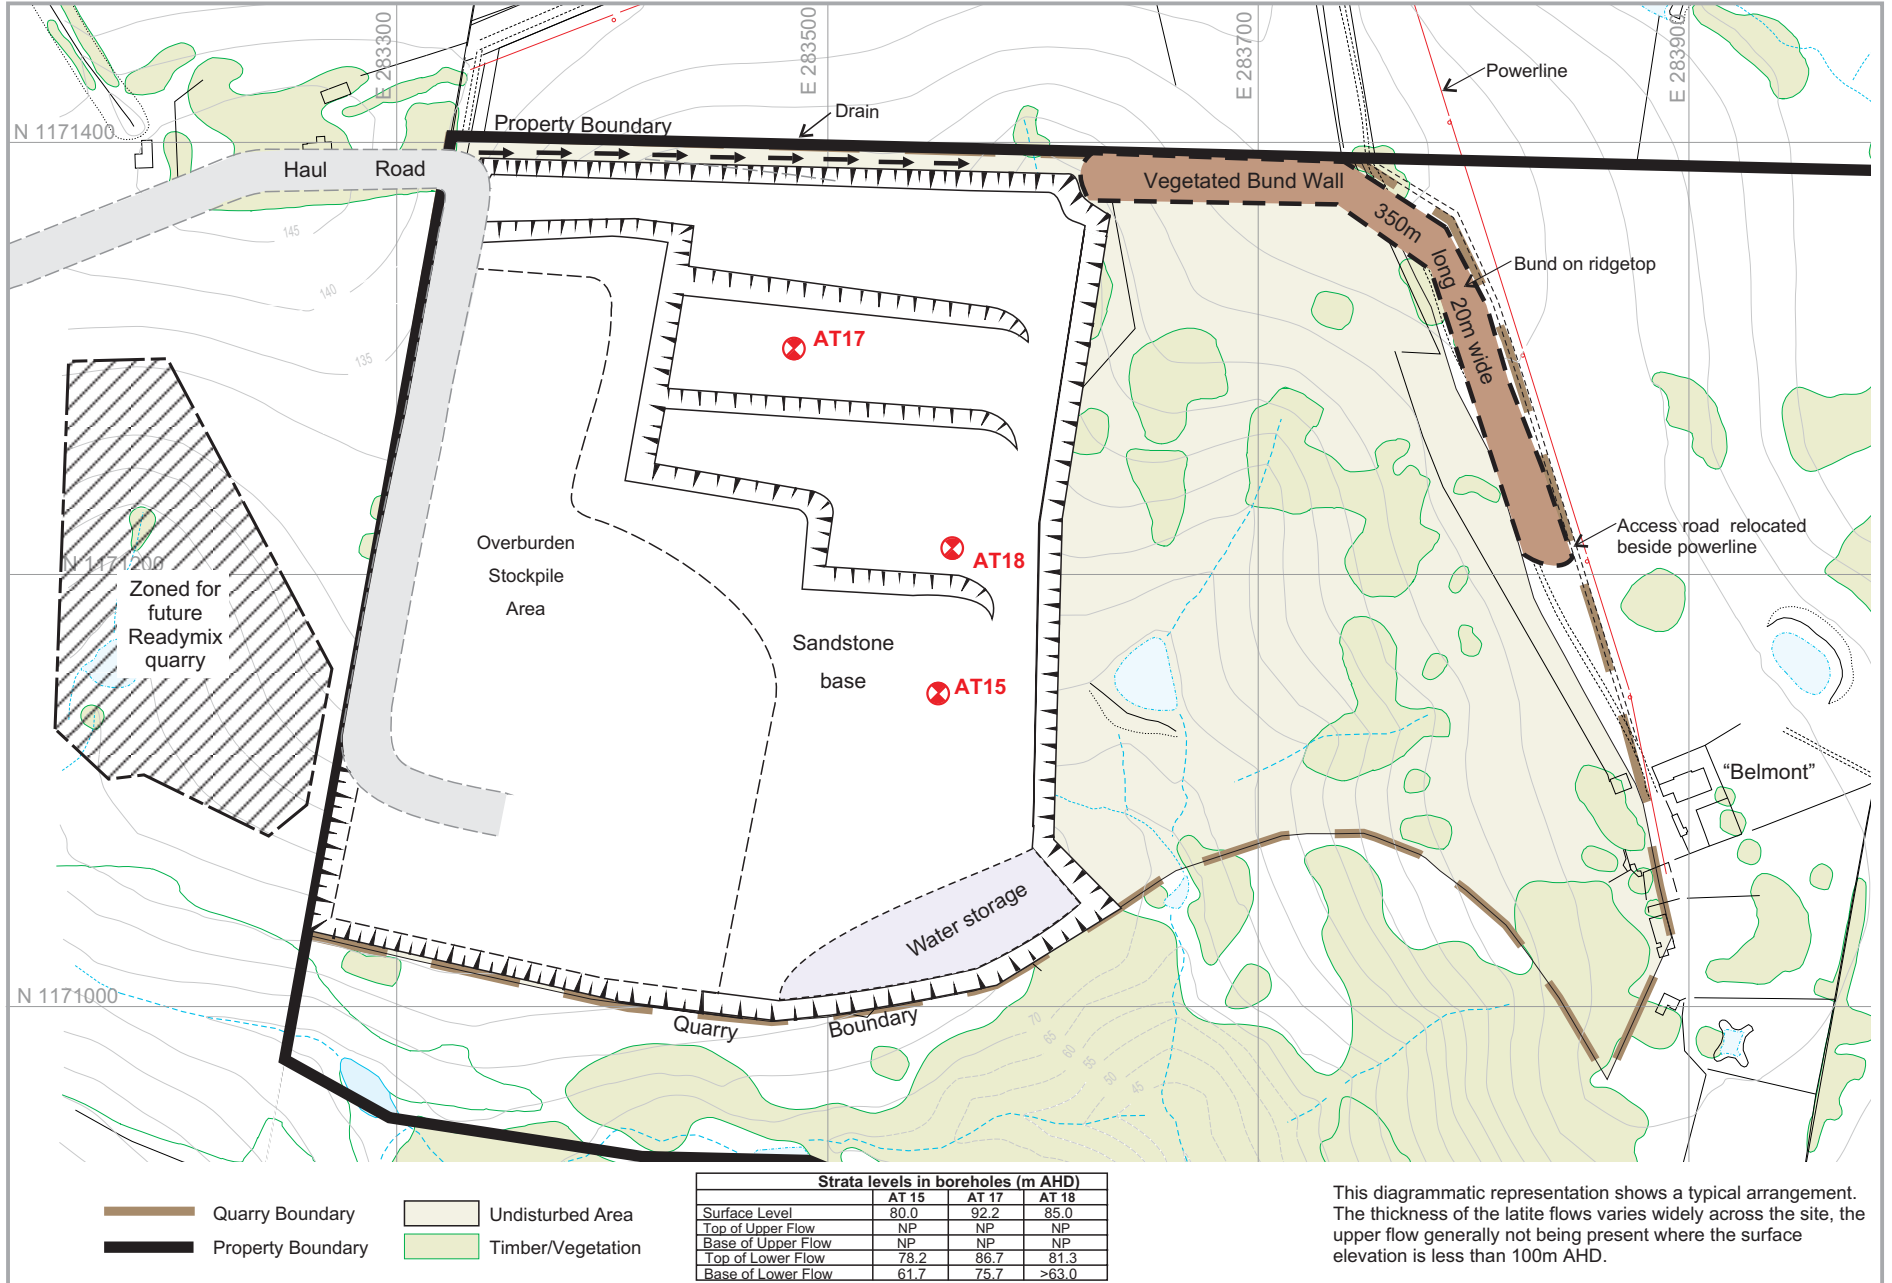 E 283300
E 283500
E 283700
E 283900
Powerline
N 1171400
Property Boundary
Drain
Haul Road
Vegetated Bund Wall
350m
long
20m wide
Bund on ridgetop
145
140
135
AT17
Overburden
Stockpile
Area
AT18
Access road relocated
beside powerline
N 1171200
Zoned for
future
Readymix
quarry
Sandstone
base
AT15
"Belmont"
Water storage
N 1171000
Quarry Boundary
70
65
60
55
50
45
Quarry Boundary
Property Boundary
Undisturbed Area
Timber/Vegetation
Strata levels in boreholes (m AHD)
AT 15 AT 17 AT 18
Surface Level 80.0 92.2 85.0
Top of Upper Flow NP NP NP
Base of Upper Flow NP NP NP
Top of Lower Flow 78.2 86.7 81.3
Base of Lower Flow 61.7 75.7 >63.0
This diagrammatic representation shows a typical arrangement.
The thickness of the latite flows varies widely across the site, the
upper flow generally not being present where the surface
elevation is less than 100m AHD.